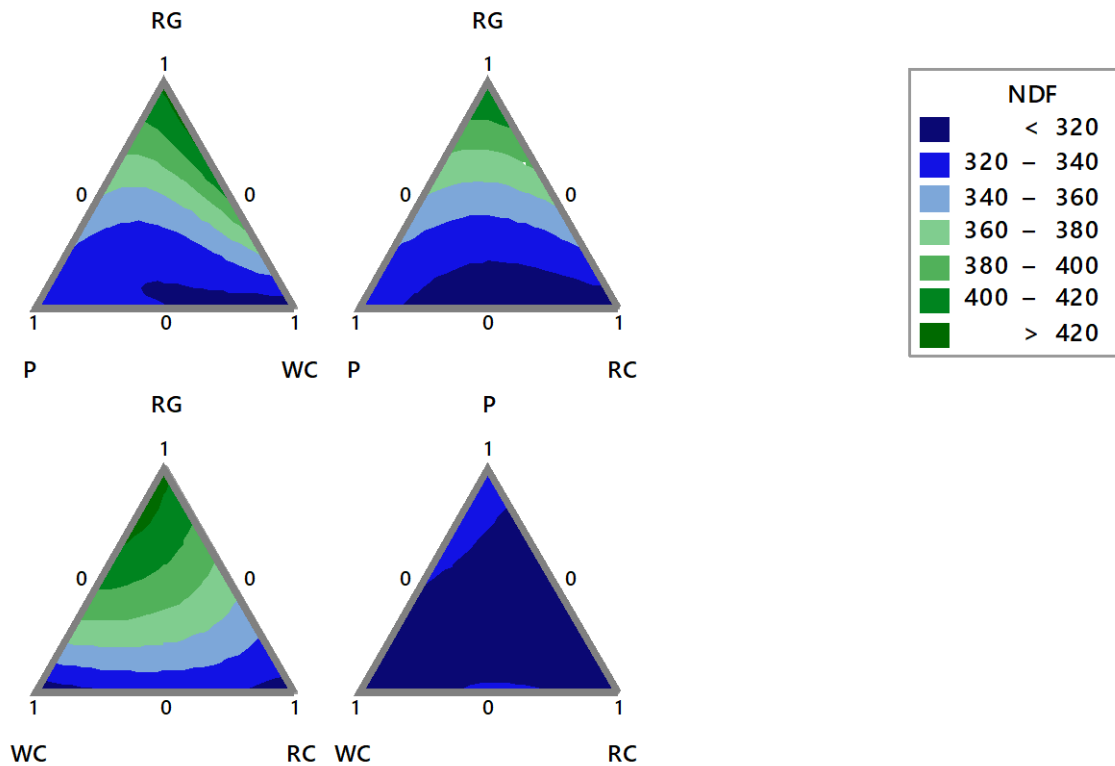 RG RG
1 1
NDF
< 320
320 – 340
0 0 0 0
340 – 360
360 – 380
380 – 400
400 – 420
1 0 1 1 0 1
> 420
P WC P RC
RG P
1 1
0 0 0 0
1 0 1 1 0 1
WC RC WC RC